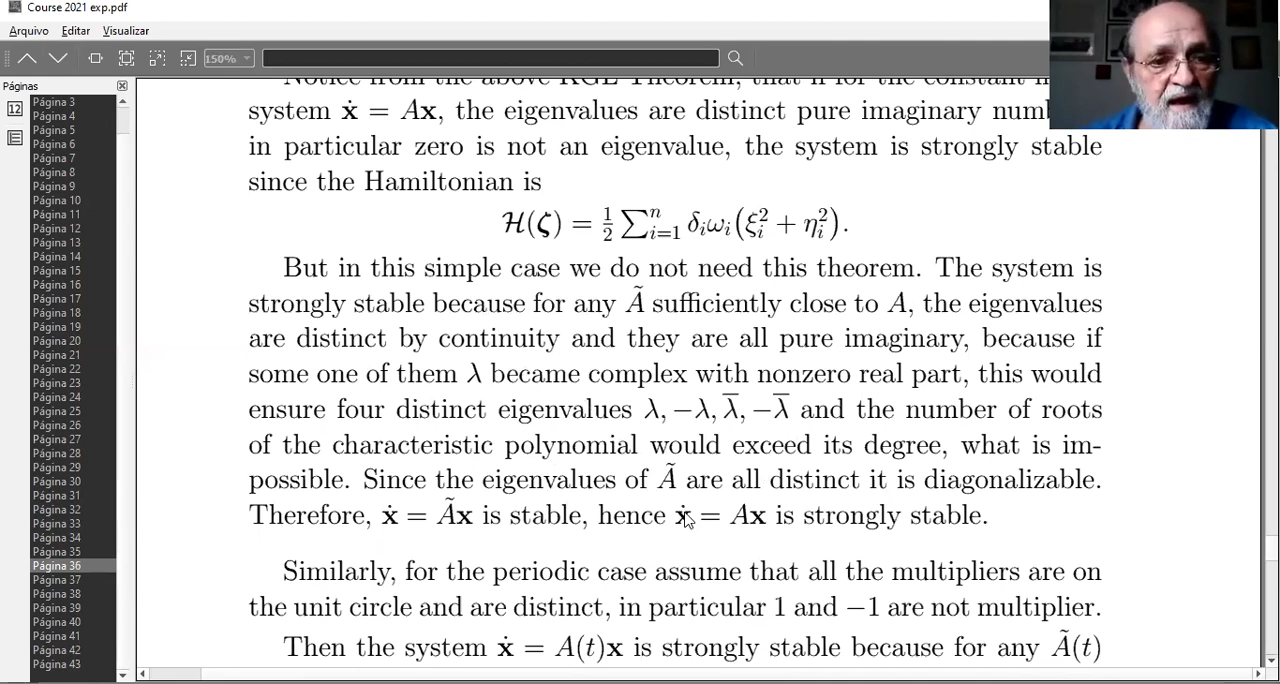 Course 2021 exp.pdf
Arquivo Editar Visualizar
150%
Páginas
12
Página 3
Página 4
Página 5
Página 6
Página 7
Página 8
Página 9
Página 10
Página 11
Página 12
Página 13
Página 14
Página 15
Página 16
Página 17
Página 18
Página 19
Página 20
Página 21
Página 22
Página 23
Página 24
Página 25
Página 26
Página 27
Página 28
Página 29
Página 30
Página 31
Página 32
Página 33
Página 34
Página 35
Página 36
Página 37
Página 38
Página 39
Página 40
Página 41
Página 42
Página 43
Notice from the above KGL Theorem, that if for the constant
system ẋ = Ax, the eigenvalues are distinct pure imaginary
in particular zero is not an eigenvalue, the system is strongly stable
since the Hamiltonian is
ℋ(ζ) = ½ ∑ⁿᵢ₌₁ δᵢωᵢ(ξᵢ² + ηᵢ²).
But in this simple case we do not need this theorem. The system is
strongly stable because for any Ã sufficiently close to A, the eigenvalues
are distinct by continuity and they are all pure imaginary, because if
some one of them λ became complex with nonzero real part, this would
ensure four distinct eigenvalues λ, −λ, λ̅, −λ̅ and the number of roots
of the characteristic polynomial would exceed its degree, what is im-
possible. Since the eigenvalues of Ã are all distinct it is diagonalizable.
Therefore, ẋ = Ãx is stable, hence ẋ = Ax is strongly stable.
Similarly, for the periodic case assume that all the multipliers are on
the unit circle and are distinct, in particular 1 and −1 are not multiplier.
Then the system ẋ = A(t)x is strongly stable because for any Ã(t)